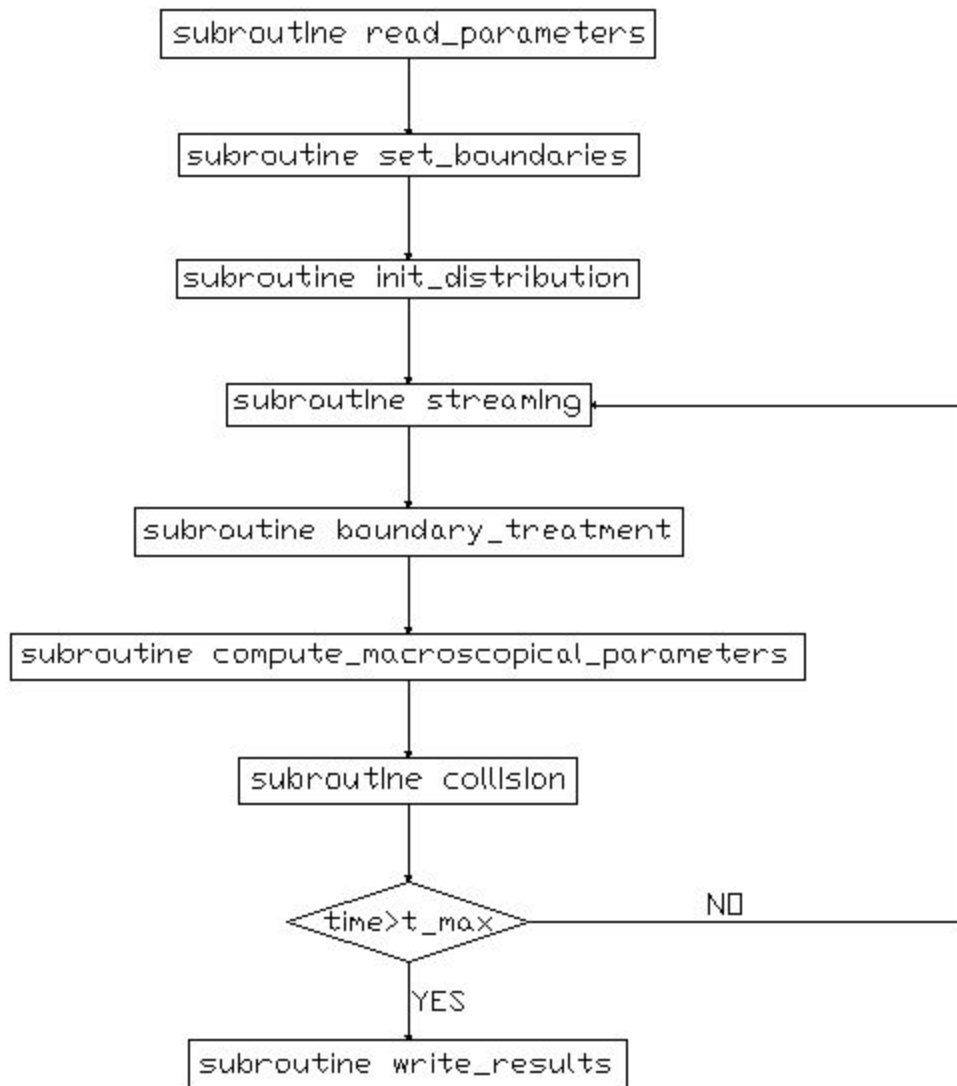 subroutine read_parameters
subroutine set_boundaries
subroutine init_distribution
subroutine streaming
subroutine boundary_treatment
subroutine compute_macroscopical_parameters
subroutine collision
time>t_max
NO
YES
subroutine write_results